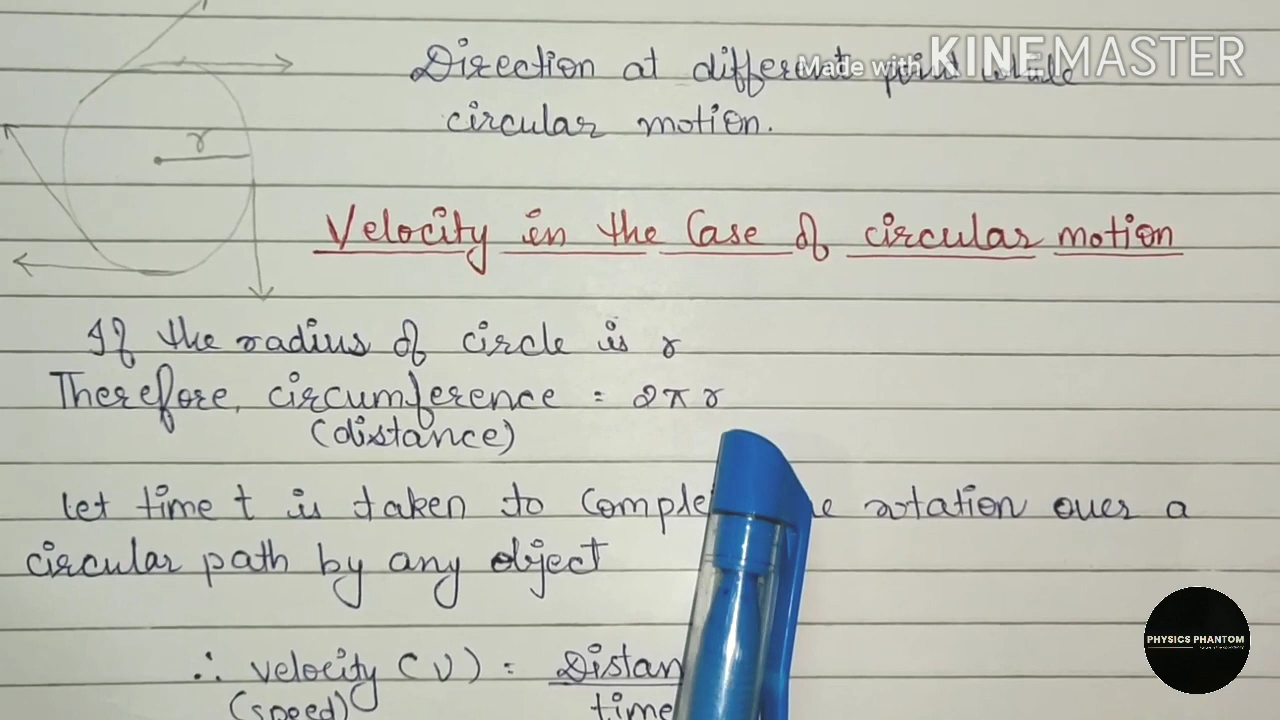 Direction at different point while
circular motion.
Made with KINEMASTER
r
Velocity in the Case of circular motion
If the radius of circle is r
Therefore, circumference = 2πr
(distance)
Let time t is taken to rotation over a
circular path by any object
PHYSICS PHANTOM
∴ velocity (v) =
(speed) time